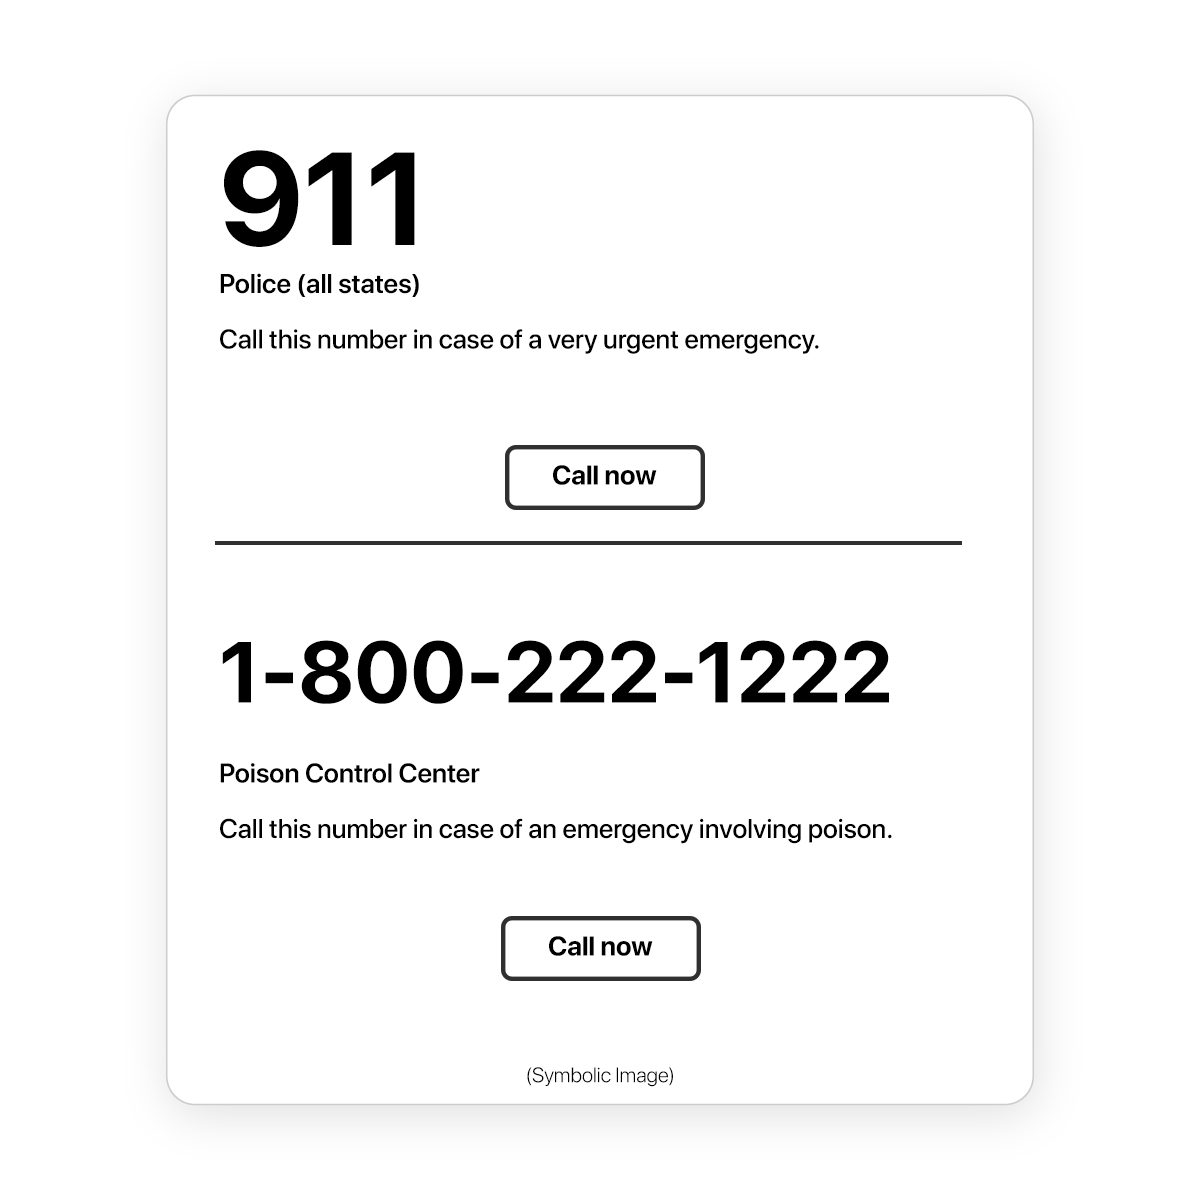 911
Police (all states)
Call this number in case of a very urgent emergency.
Call now
1-800-222-1222
Poison Control Center
Call this number in case of an emergency involving poison.
Call now
(Symbolic Image)